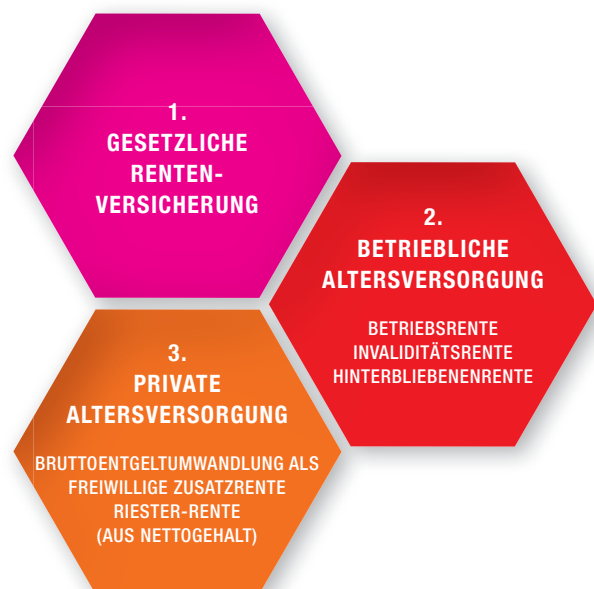 1.
GESETZLICHE
RENTEN-
VERSICHERUNG
2.
BETRIEBLICHE
ALTERSVERSORGUNG
BETRIEBSRENTE
INVALIDITÄTSRENTE
HINTERBLIEBENENRENTE
3.
PRIVATE
ALTERSVERSORGUNG
BRUTTOENTGELTUMWANDLUNG ALS
FREIWILLIGE ZUSATZRENTE
RIESTER-RENTE
(AUS NETTOGEHALT)